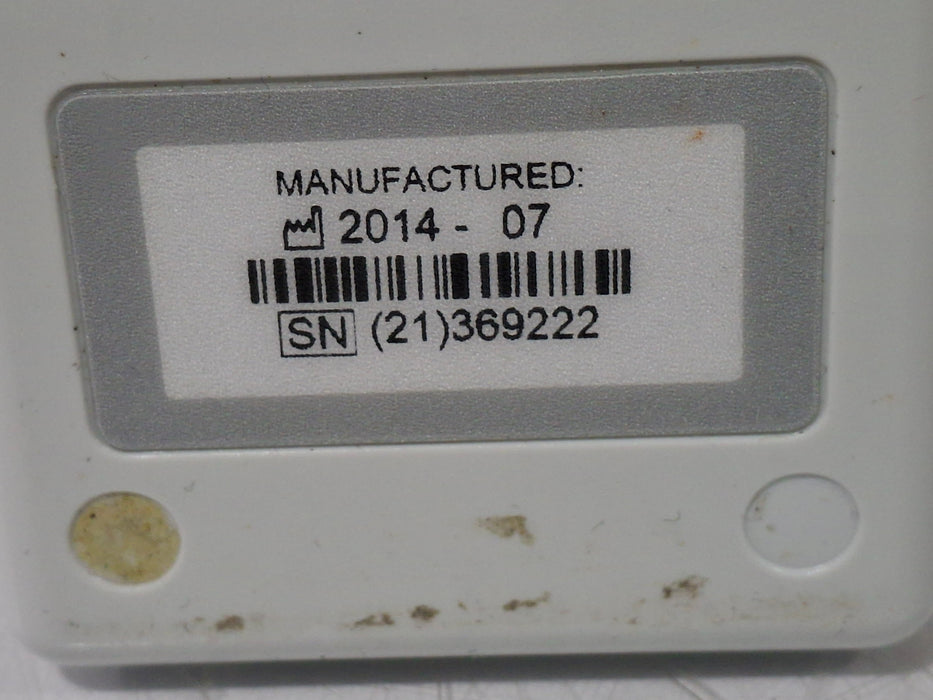 MANUFACTURED:
2014 - 07
SN (21)369222